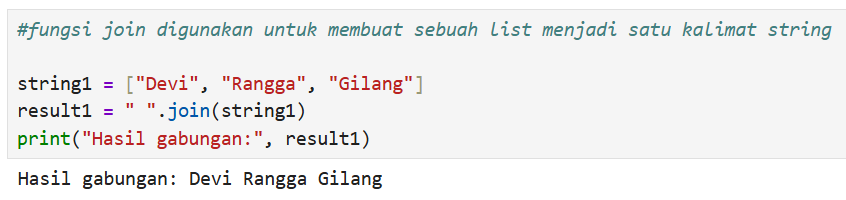 #fungsi join digunakan untuk membuat sebuah list menjadi satu kalimat string
string1 = ["Devi", "Rangga", "Gilang"]
result1 = " ".join(string1)
print("Hasil gabungan:", result1)
Hasil gabungan: Devi Rangga Gilang